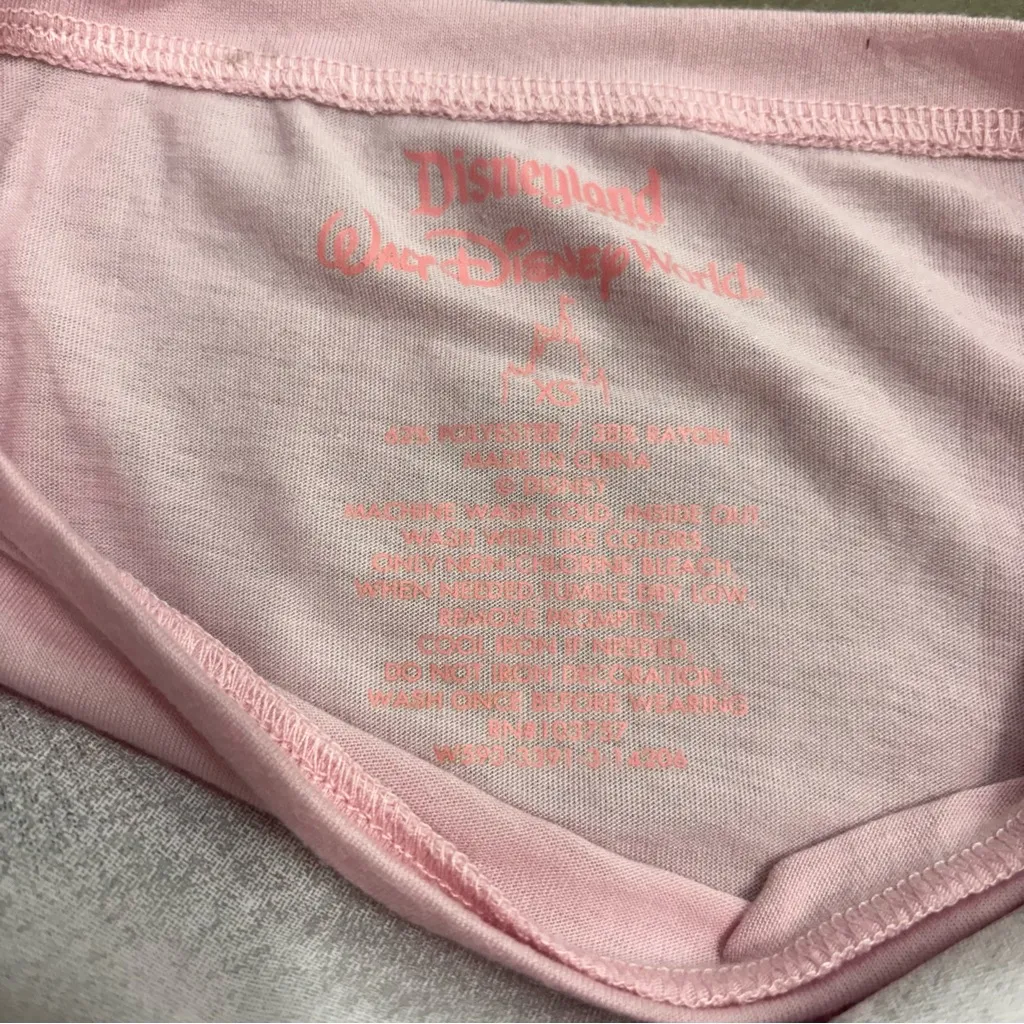 Disneyland
Walt Disney World
XS
POLYESTER / RAYON
MADE IN CHINA
© DISNEY
MACHINE WASH COLD, INSIDE OUT,
WASH WITH LIKE COLORS,
ONLY NON-CHLORINE BLEACH,
WHEN NEEDED,TUMBLE DRY LOW
REMOVE PROMPTLY,
COOL IRON IF NEEDED,
DO NOT IRON DECORATION,
WASH ONCE BEFORE WEARING
RN#103757